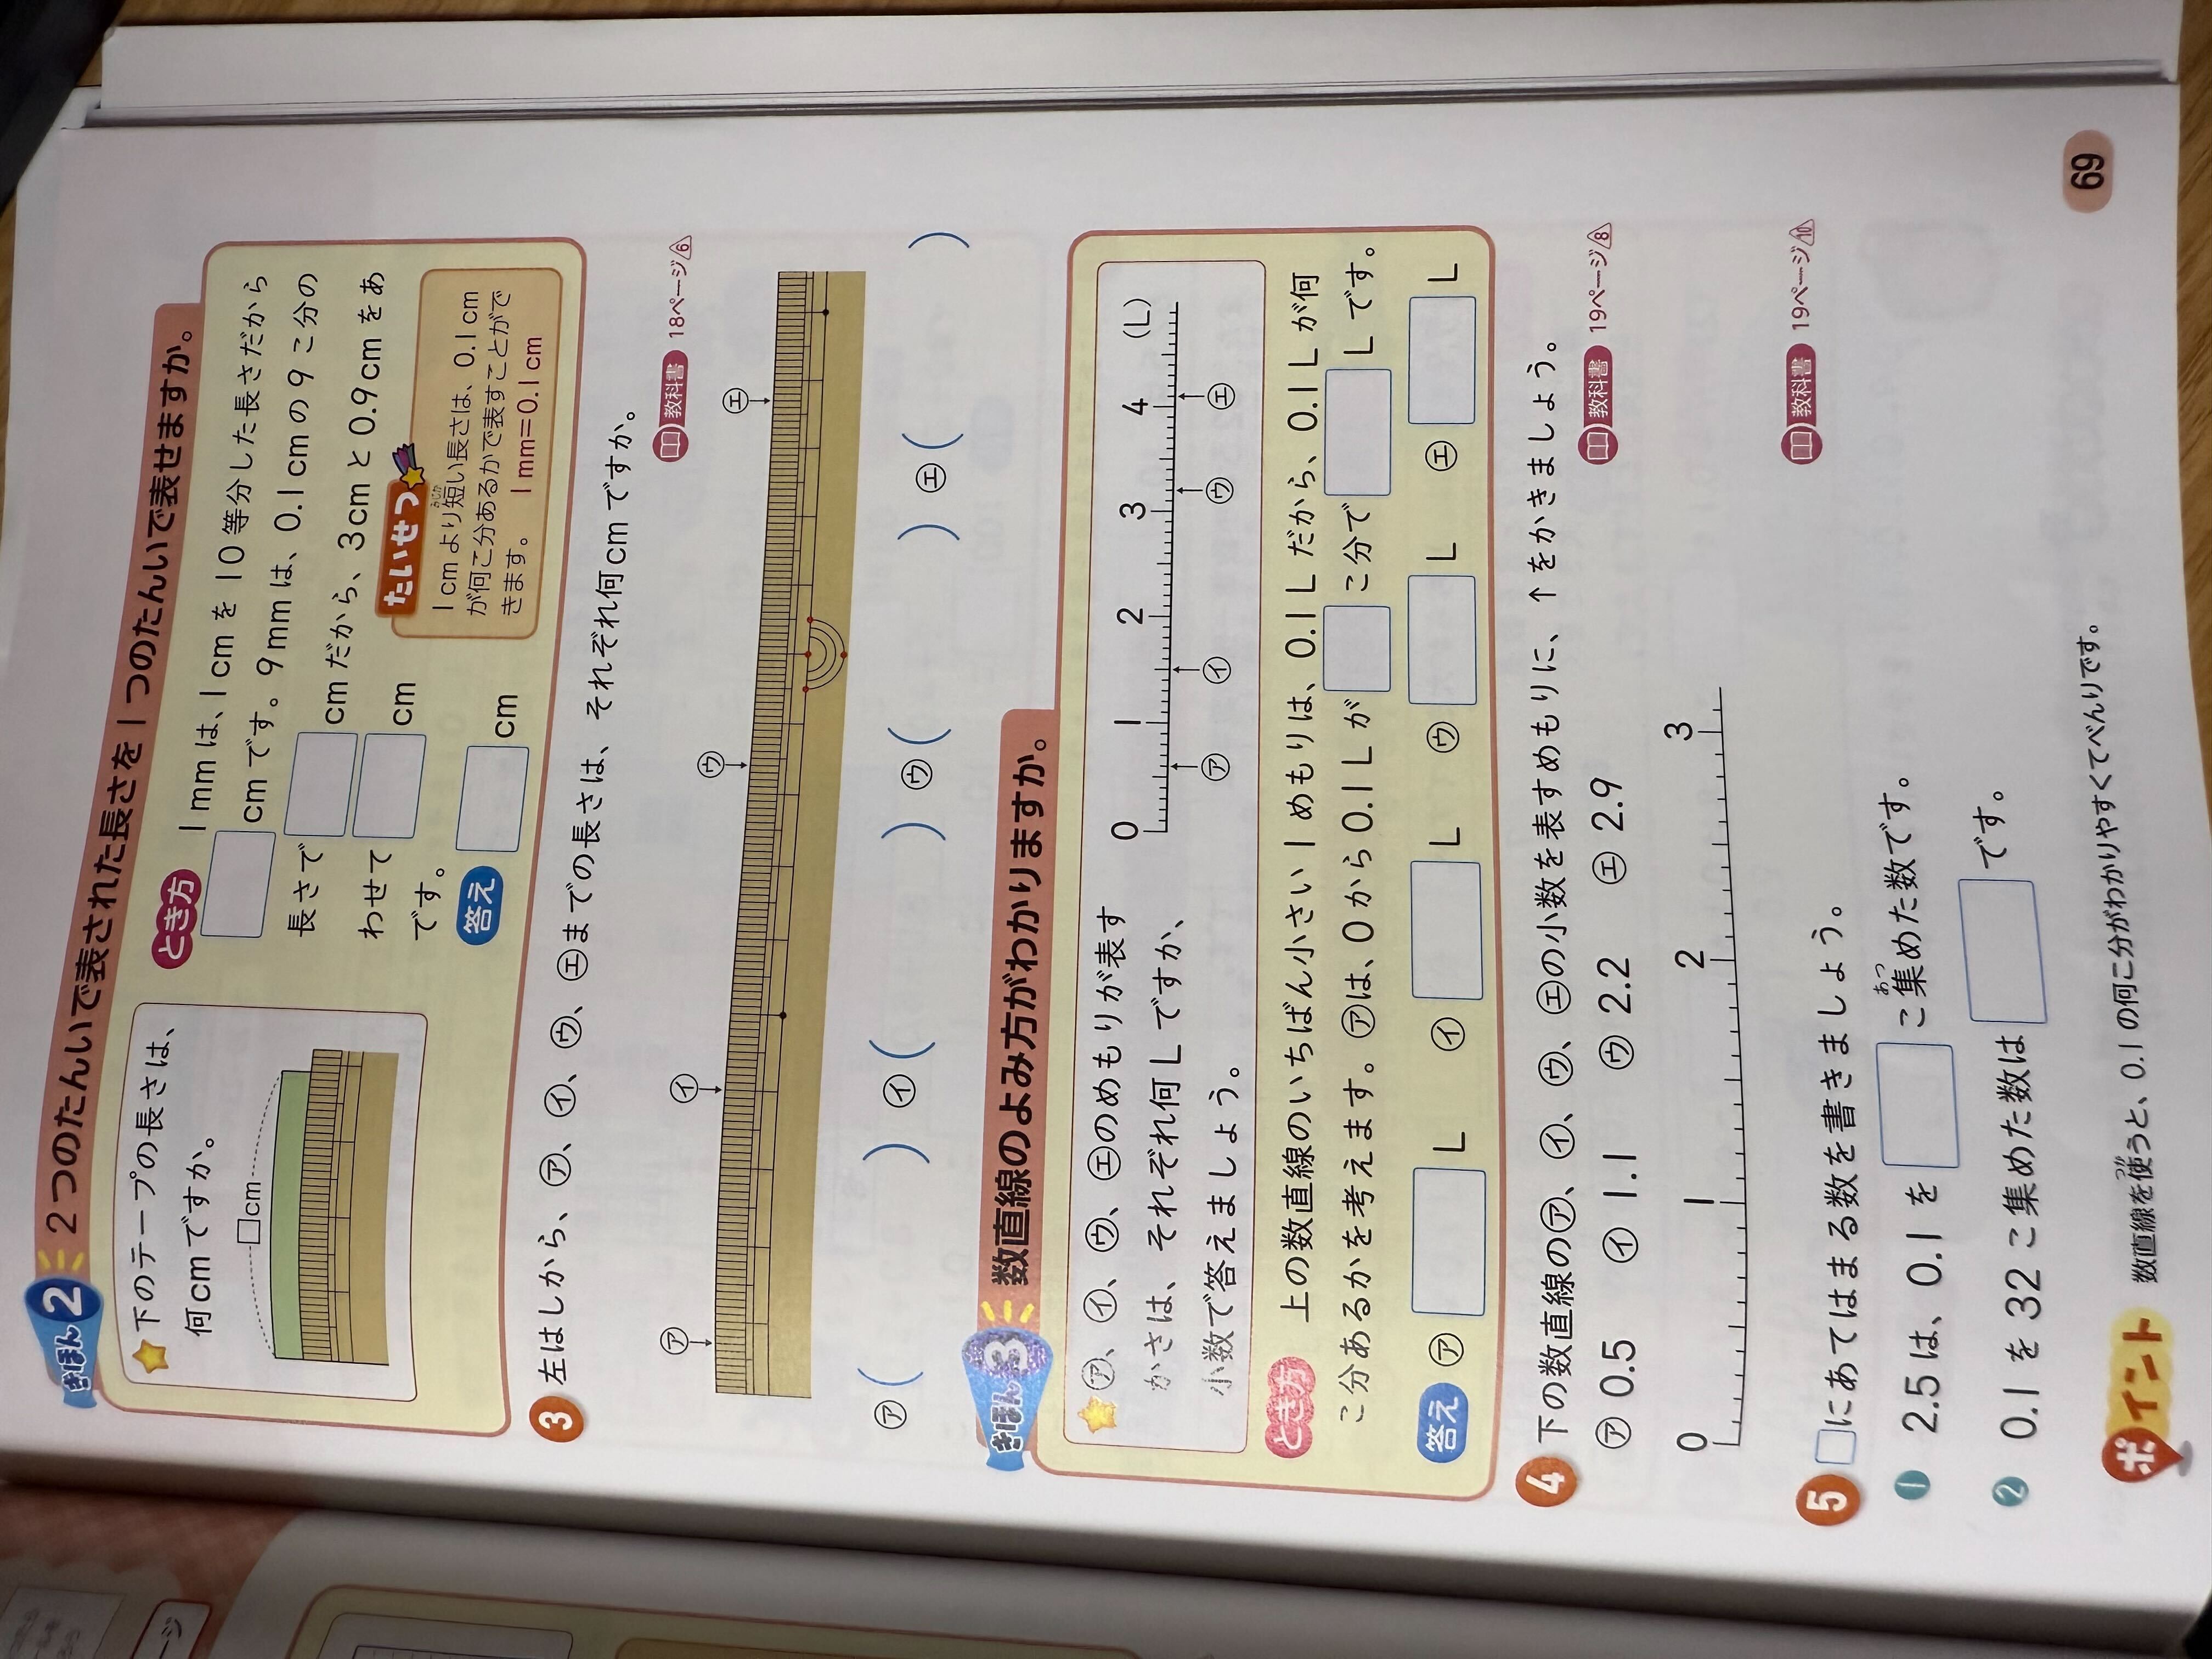 きほん2 2つのたんいで表された長さを1つのたんいで表せますか。
下のテープの長さは、
何cmですか。
□cm
とき方 1mmは、1cmを10等分した長さだから
□cmです。9mmは、0.1cmの9こ分の
長さで□cmだから、3cmと0.9cmをあ
わせて□cm
です。
答え □cm
たいせつ
1cmより短い長さは、0.1cm
が何こ分あるかで表すことがで
きます。 1mm=0.1cm
3 左はしから、㋐、㋑、㋒、㋓までの長さは、それぞれ何cmですか。
教科書 18ページ6
㋐ ㋑ ㋒ ㋓
㋐( ) ㋑( ) ㋒( ) ㋓( )
きほん3 数直線のよみ方がわかりますか。
㋐、㋑、㋒、㋓のめもりが表す
かさは、それぞれ何Lですか、
小数で答えましょう。
0 1 2 3 4 (L)
㋐ ㋑ ㋒ ㋓
とき方 上の数直線のいちばん小さい1めもりは、0.1Lだから、0.1Lが何
こ分あるかを考えます。㋐は、0から0.1Lが□こ分で□Lです。
答え ㋐□L ㋑□L ㋒□L ㋓□L
4 下の数直線の㋐、㋑、㋒、㋓の小数を表すめもりに、↑をかきましょう。
㋐ 0.5 ㋑ 1.1 ㋒ 2.2 ㋓ 2.9
教科書 19ページ8
0 1 2 3
5 □にあてはまる数を書きましょう。
教科書 19ページ10
1 2.5は、0.1を□こ集めた数です。
2 0.1を32こ集めた数は□です。
ポイント 数直線を使うと、0.1の何こ分がわかりやすくてべんりです。
69